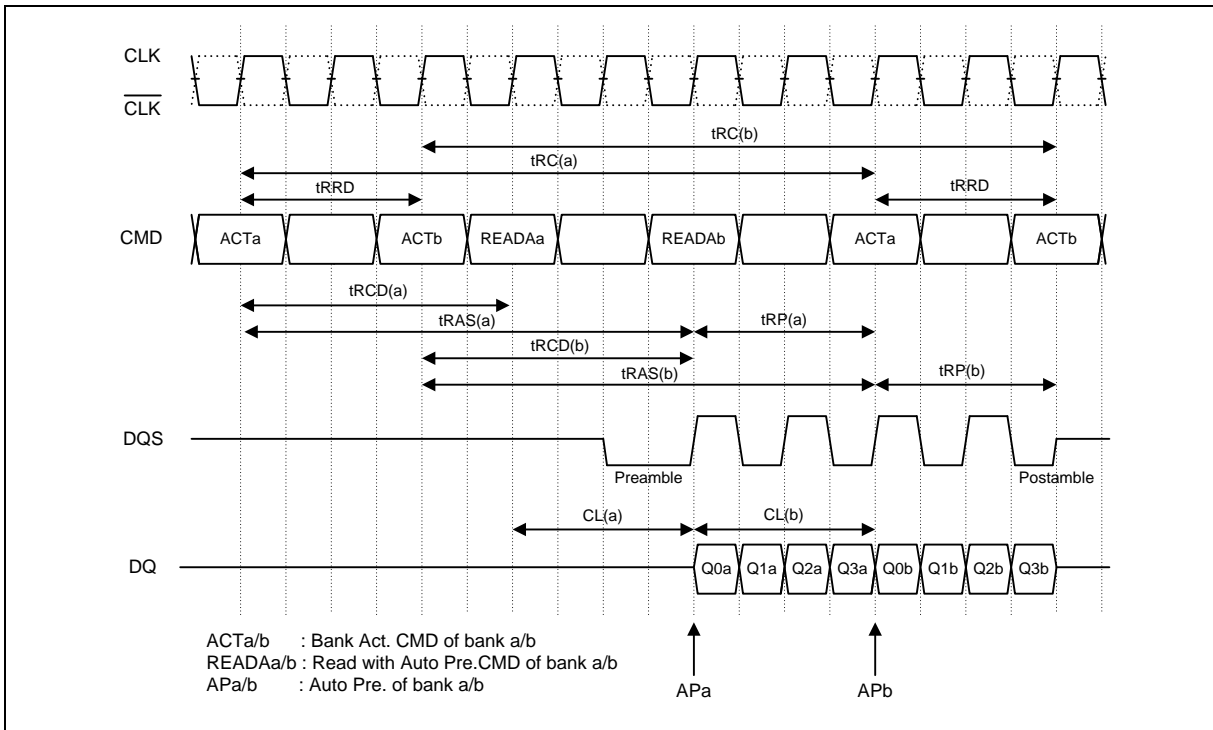 CLK
CLK
tRC(b)
tRC(a)
tRRD
tRRD
CMD
ACTa
ACTb
READAa
READAb
ACTa
ACTb
tRCD(a)
tRAS(a)
tRP(a)
tRCD(b)
tRAS(b)
tRP(b)
DQS
Preamble
Postamble
CL(a)
CL(b)
DQ
Q0a
Q1a
Q2a
Q3a
Q0b
Q1b
Q2b
Q3b
ACTa/b : Bank Act. CMD of bank a/b
READAa/b : Read with Auto Pre.CMD of bank a/b
APa/b : Auto Pre. of bank a/b
APa
APb